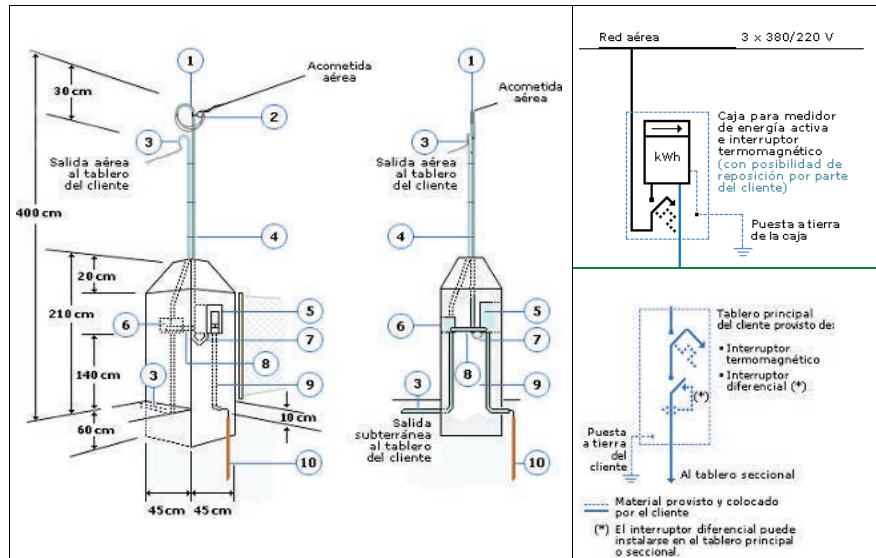 1
Acometida
aérea
30 cm
2
3
Salida aérea
al tablero
del cliente
400 cm
4
20 cm
5
210 cm
6
7
8
140 cm
3
9
10 cm
60 cm
10
45 cm
45 cm
1
Acometida
aérea
3
Salida aérea
al tablero
del cliente
4
5
6
7
8
3
9
Salida
subterránea
al tablero
del cliente
10
Red aérea
3 x 380/220 V
kWh
Caja para medidor
de energía activa
e interruptor
termomagnético
(con posibilidad de
reposición por parte
del cliente)
Puesta a tierra
de la caja
Tablero principal
del cliente provisto de:
▪ Interruptor
termomagnético
▪ Interruptor
diferencial (*)
(*)
Puesta
a tierra
del
cliente
Al tablero seccional
Material provisto y colocado
por el cliente
(*) El interruptor diferencial puede
instalarse en el tablero principal
o seccional.